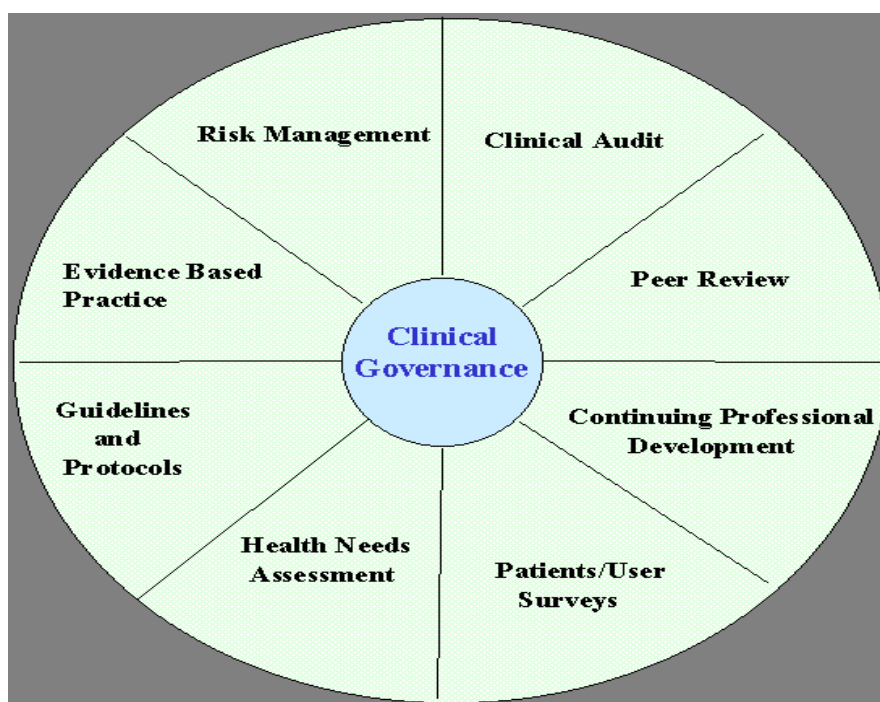 Risk Management
Clinical Audit
Evidence Based
Practice
Peer Review
Clinical
Governance
Guidelines
and
Protocols
Continuing Professional
Development
Health Needs
Assessment
Patients/User
Surveys